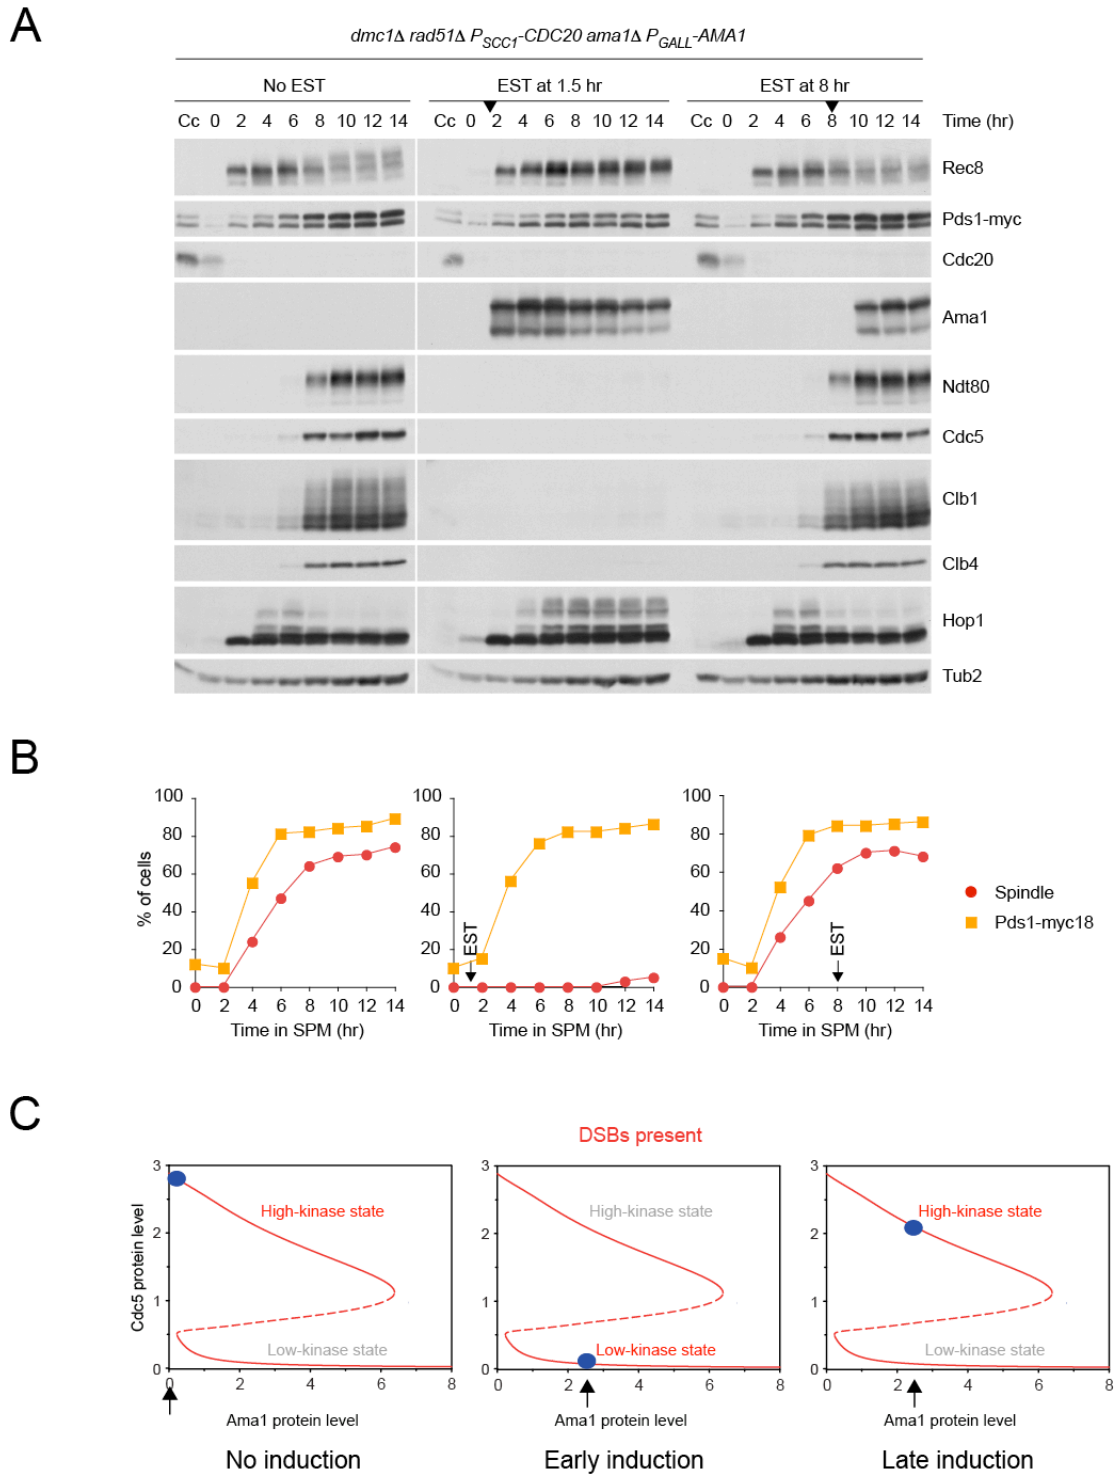 A
dmc1Δ rad51Δ PSCC1-CDC20 ama1Δ PGALL-AMA1
No EST EST at 1.5 hr EST at 8 hr
Cc 0 2 4 6 8 10 12 14 Cc 0 2 4 6 8 10 12 14 Cc 0 2 4 6 8 10 12 14 Time (hr)
Rec8
Pds1-myc
Cdc20
Ama1
Ndt80
Cdc5
Clb1
Clb4
Hop1
Tub2
B
% of cells
100
80
60
40
20
0
0 2 4 6 8 10 12 14
Time in SPM (hr)
100
80
60
40
20
0
EST
0 2 4 6 8 10 12 14
Time in SPM (hr)
100
80
60
40
20
0
EST
0 2 4 6 8 10 12 14
Time in SPM (hr)
Spindle
Pds1-myc18
C
DSBs present
Cdc5 protein level
3
2
1
0
High-kinase state
Low-kinase state
0 2 4 6 8
Ama1 protein level
No induction
3
2
1
0
High-kinase state
Low-kinase state
0 2 4 6 8
Ama1 protein level
Early induction
3
2
1
0
High-kinase state
Low-kinase state
0 2 4 6 8
Ama1 protein level
Late induction